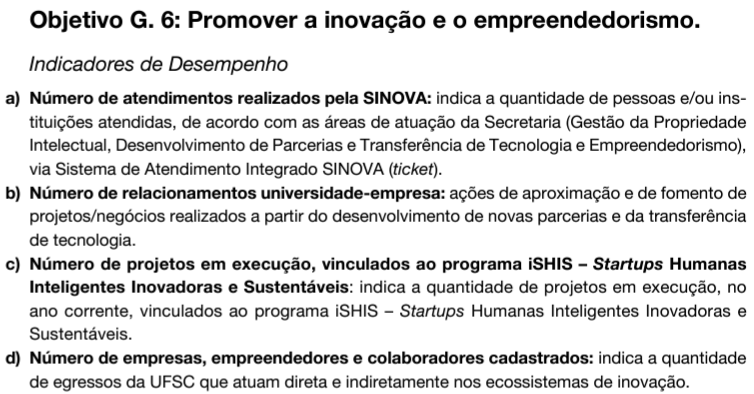 Objetivo G. 6: Promover a inovação e o empreendedorismo.
Indicadores de Desempenho
a) Número de atendimentos realizados pela SINOVA: indica a quantidade de pessoas e/ou ins-
tituições atendidas, de acordo com as áreas de atuação da Secretaria (Gestão da Propriedade
Intelectual, Desenvolvimento de Parcerias e Transferência de Tecnologia e Empreendedorismo),
via Sistema de Atendimento Integrado SINOVA (ticket).
b) Número de relacionamentos universidade-empresa: ações de aproximação e de fomento de
projetos/negócios realizados a partir do desenvolvimento de novas parcerias e da transferência
de tecnologia.
c) Número de projetos em execução, vinculados ao programa iSHIS – Startups Humanas
Inteligentes Inovadoras e Sustentáveis: indica a quantidade de projetos em execução, no
ano corrente, vinculados ao programa iSHIS – Startups Humanas Inteligentes Inovadoras e
Sustentáveis.
d) Número de empresas, empreendedores e colaboradores cadastrados: indica a quantidade
de egressos da UFSC que atuam direta e indiretamente nos ecossistemas de inovação.